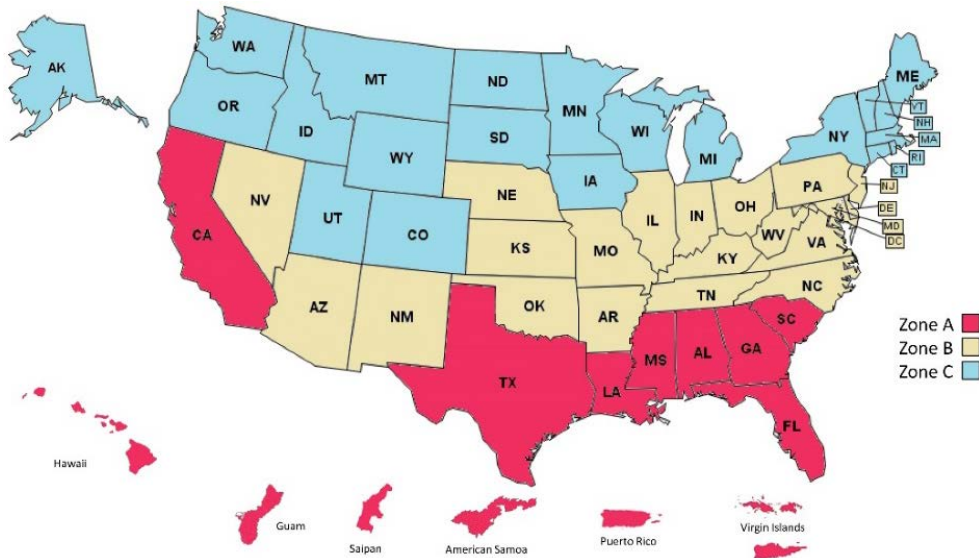 AK
WA
MT
ND
MN
ME
OR
ID
SD
WI
NY
VT
NH
MA
RI
CT
WY
MI
IA
NE
PA
NJ
NV
UT
CO
IL
IN
OH
DE
MD
DC
CA
KS
MO
WV
VA
KY
AZ
NM
OK
AR
TN
NC
SC
MS
AL
GA
TX
LA
FL
Zone A
Zone B
Zone C
Hawaii
Guam
Saipan
American Samoa
Puerto Rico
Virgin Islands